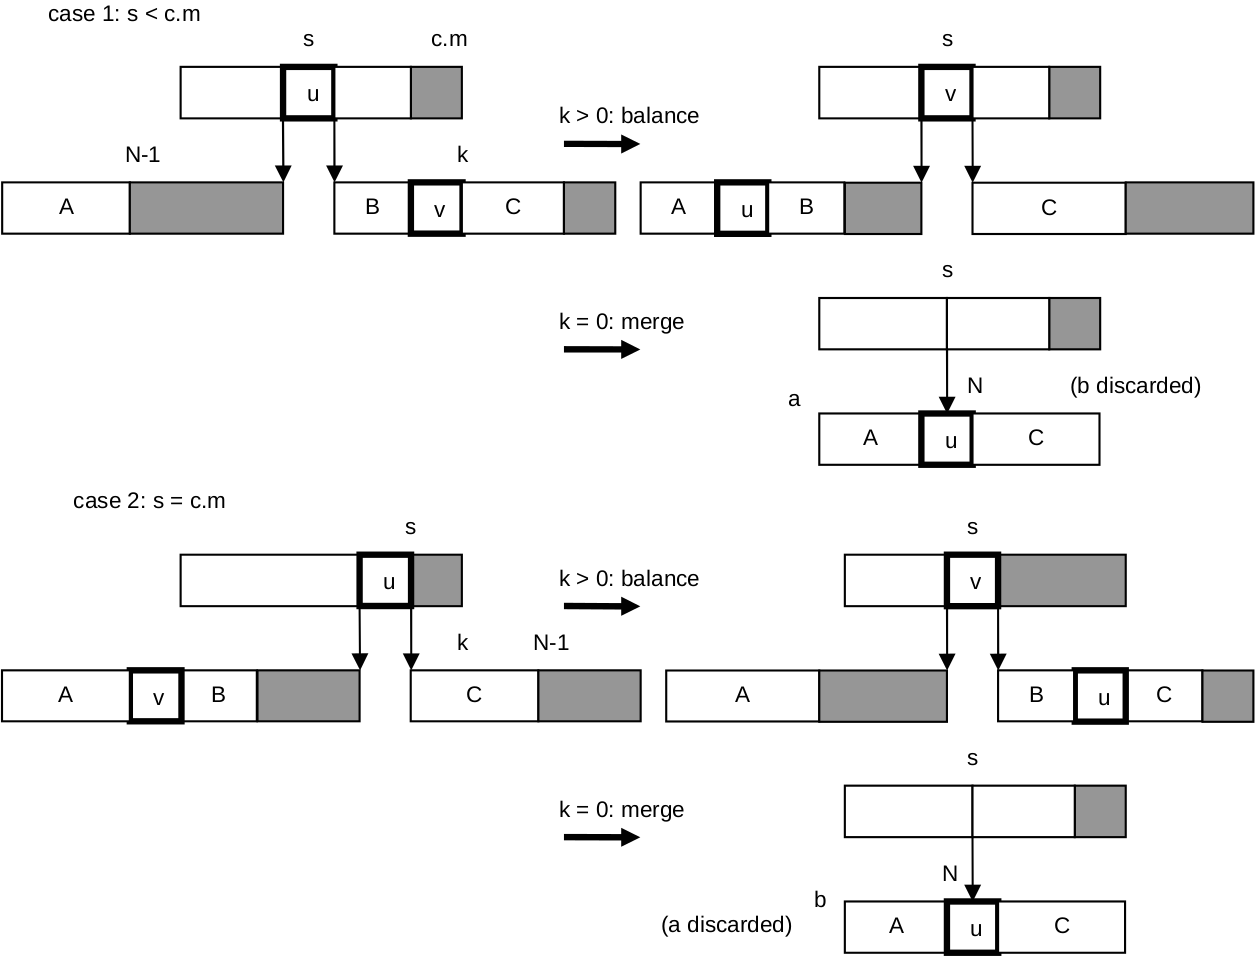 case 1: s < c.m
s c.m s
u v
k > 0: balance
N-1 k
A B v C A u B C
s
k = 0: merge
N (b discarded)
a
A u C
case 2: s = c.m
s s
u k > 0: balance v
k N-1
A v B C A B u C
s
k = 0: merge
N
b
(a discarded) A u C